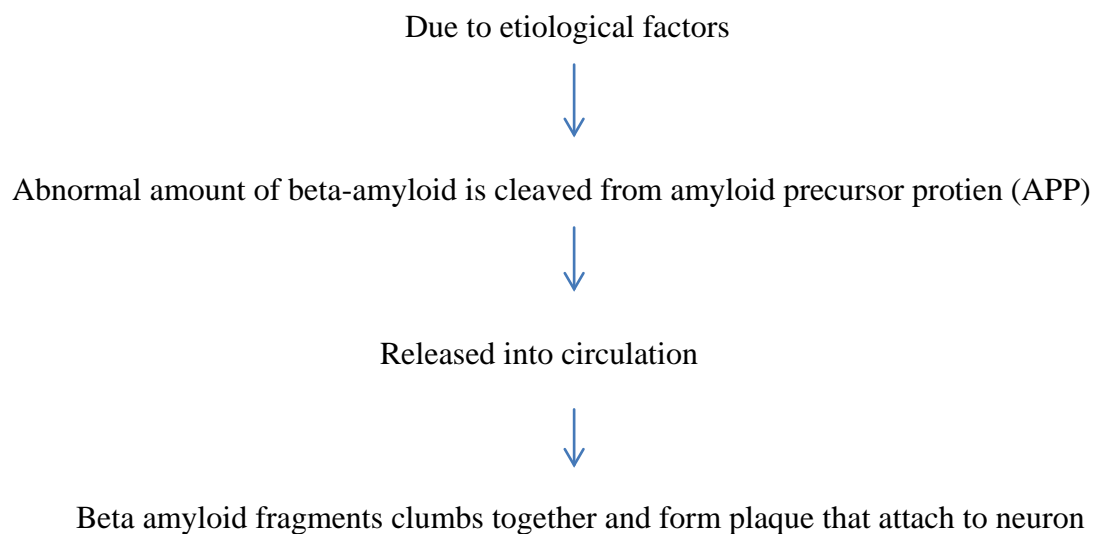 Due to etiological factors
Abnormal amount of beta-amyloid is cleaved from amyloid precursor protien (APP)
Released into circulation
Beta amyloid fragments clumbs together and form plaque that attach to neuron